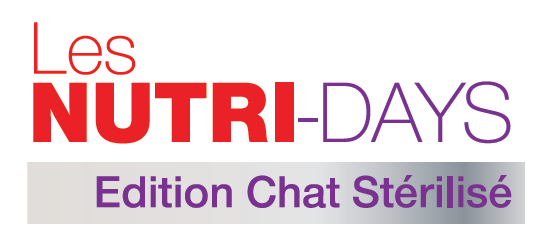 Les
NUTRI-DAYS
Edition Chat Stérilisé